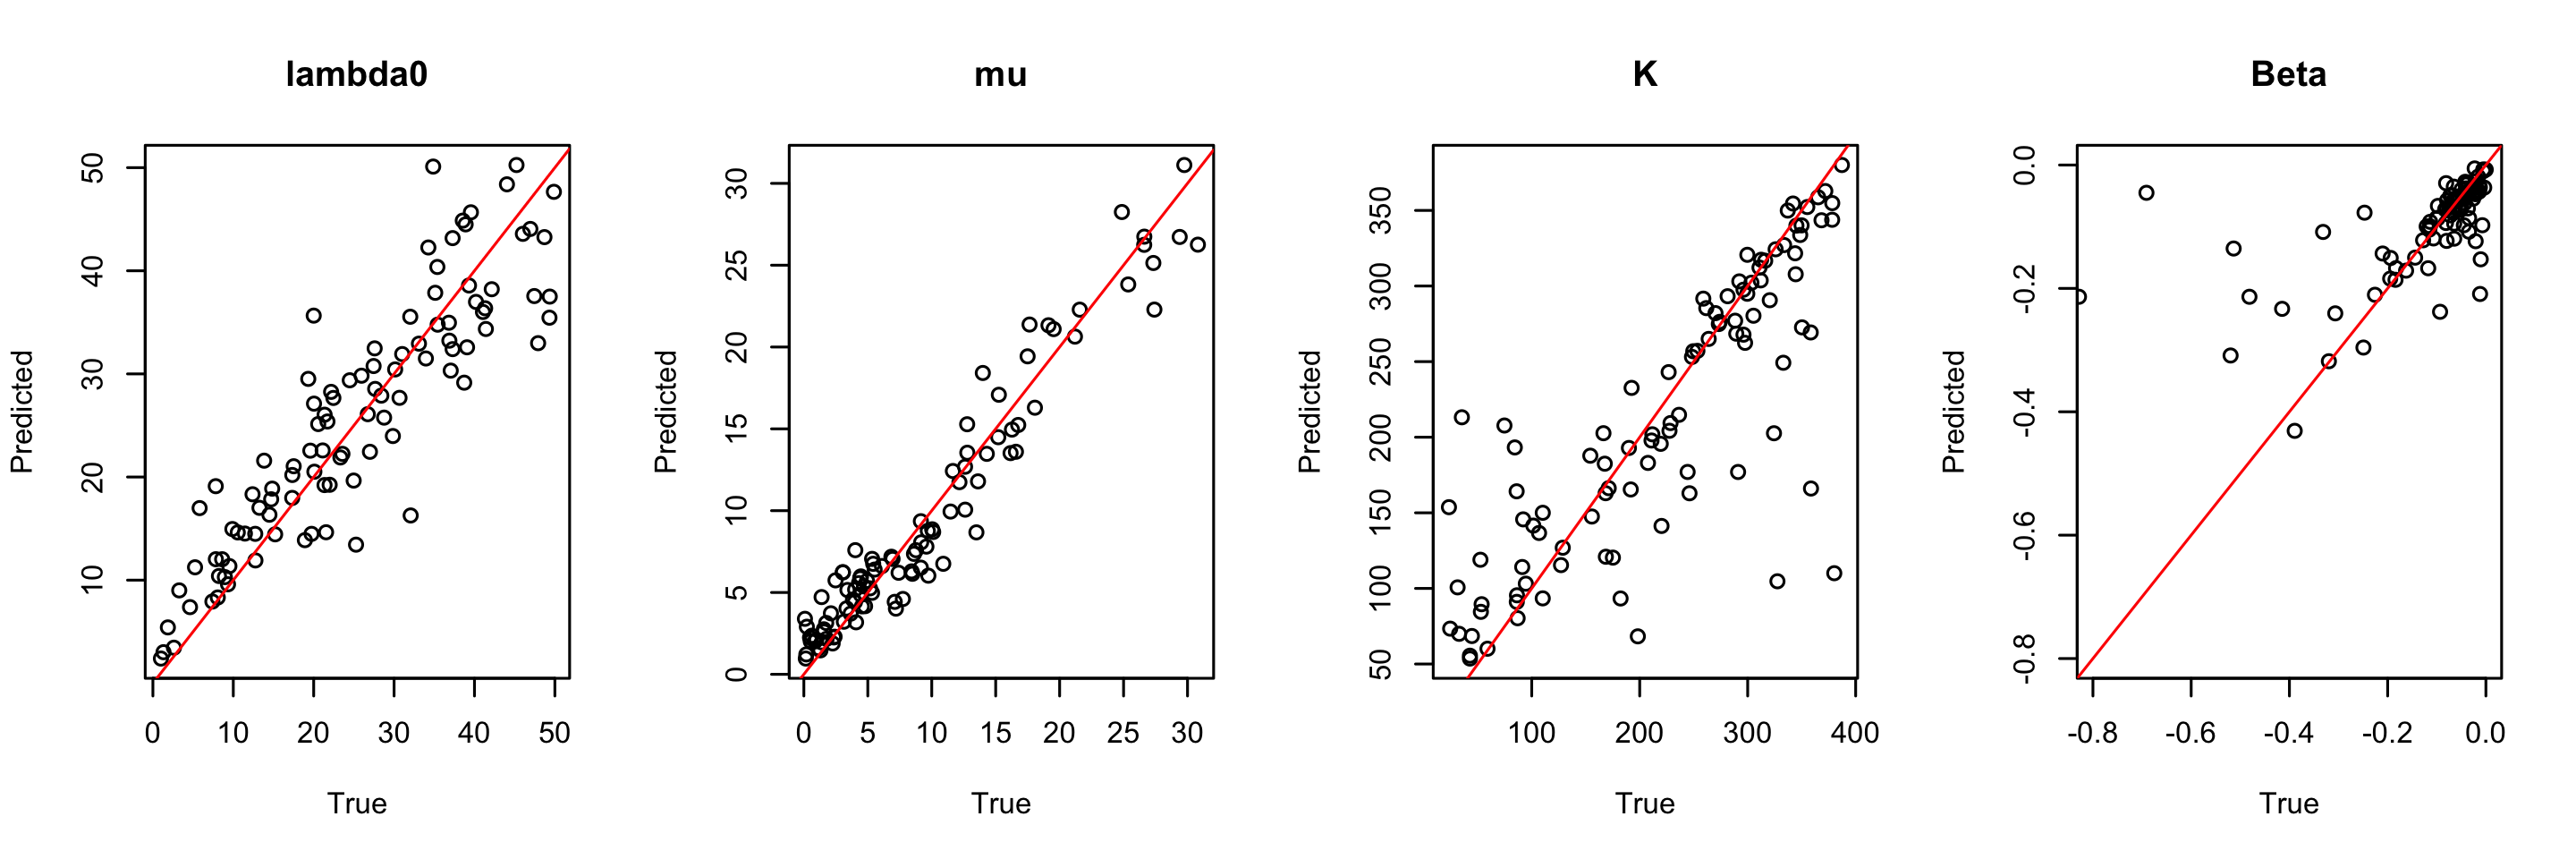 lambda0
Predicted
50
40
30
20
10
0 10 20 30 40 50
True
mu
Predicted
30
25
20
15
10
5
0
0 5 10 15 20 25 30
True
K
Predicted
350
300
250
200
150
100
50
100 200 300 400
True
Beta
Predicted
0.0
-0.2
-0.4
-0.6
-0.8
-0.8 -0.6 -0.4 -0.2 0.0
True